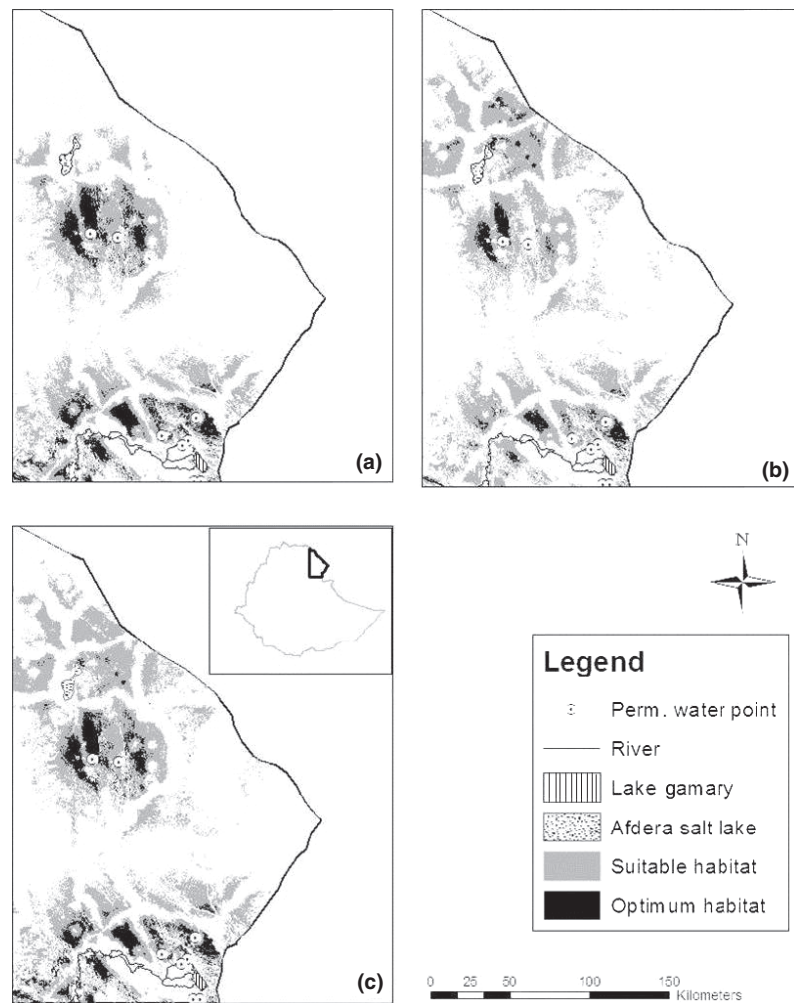 (a)
(b)
(c)
N
Legend
Perm. water point
River
Lake gamary
Afdera salt lake
Suitable habitat
Optimum habitat
0 25 50 100 150
Kilometers